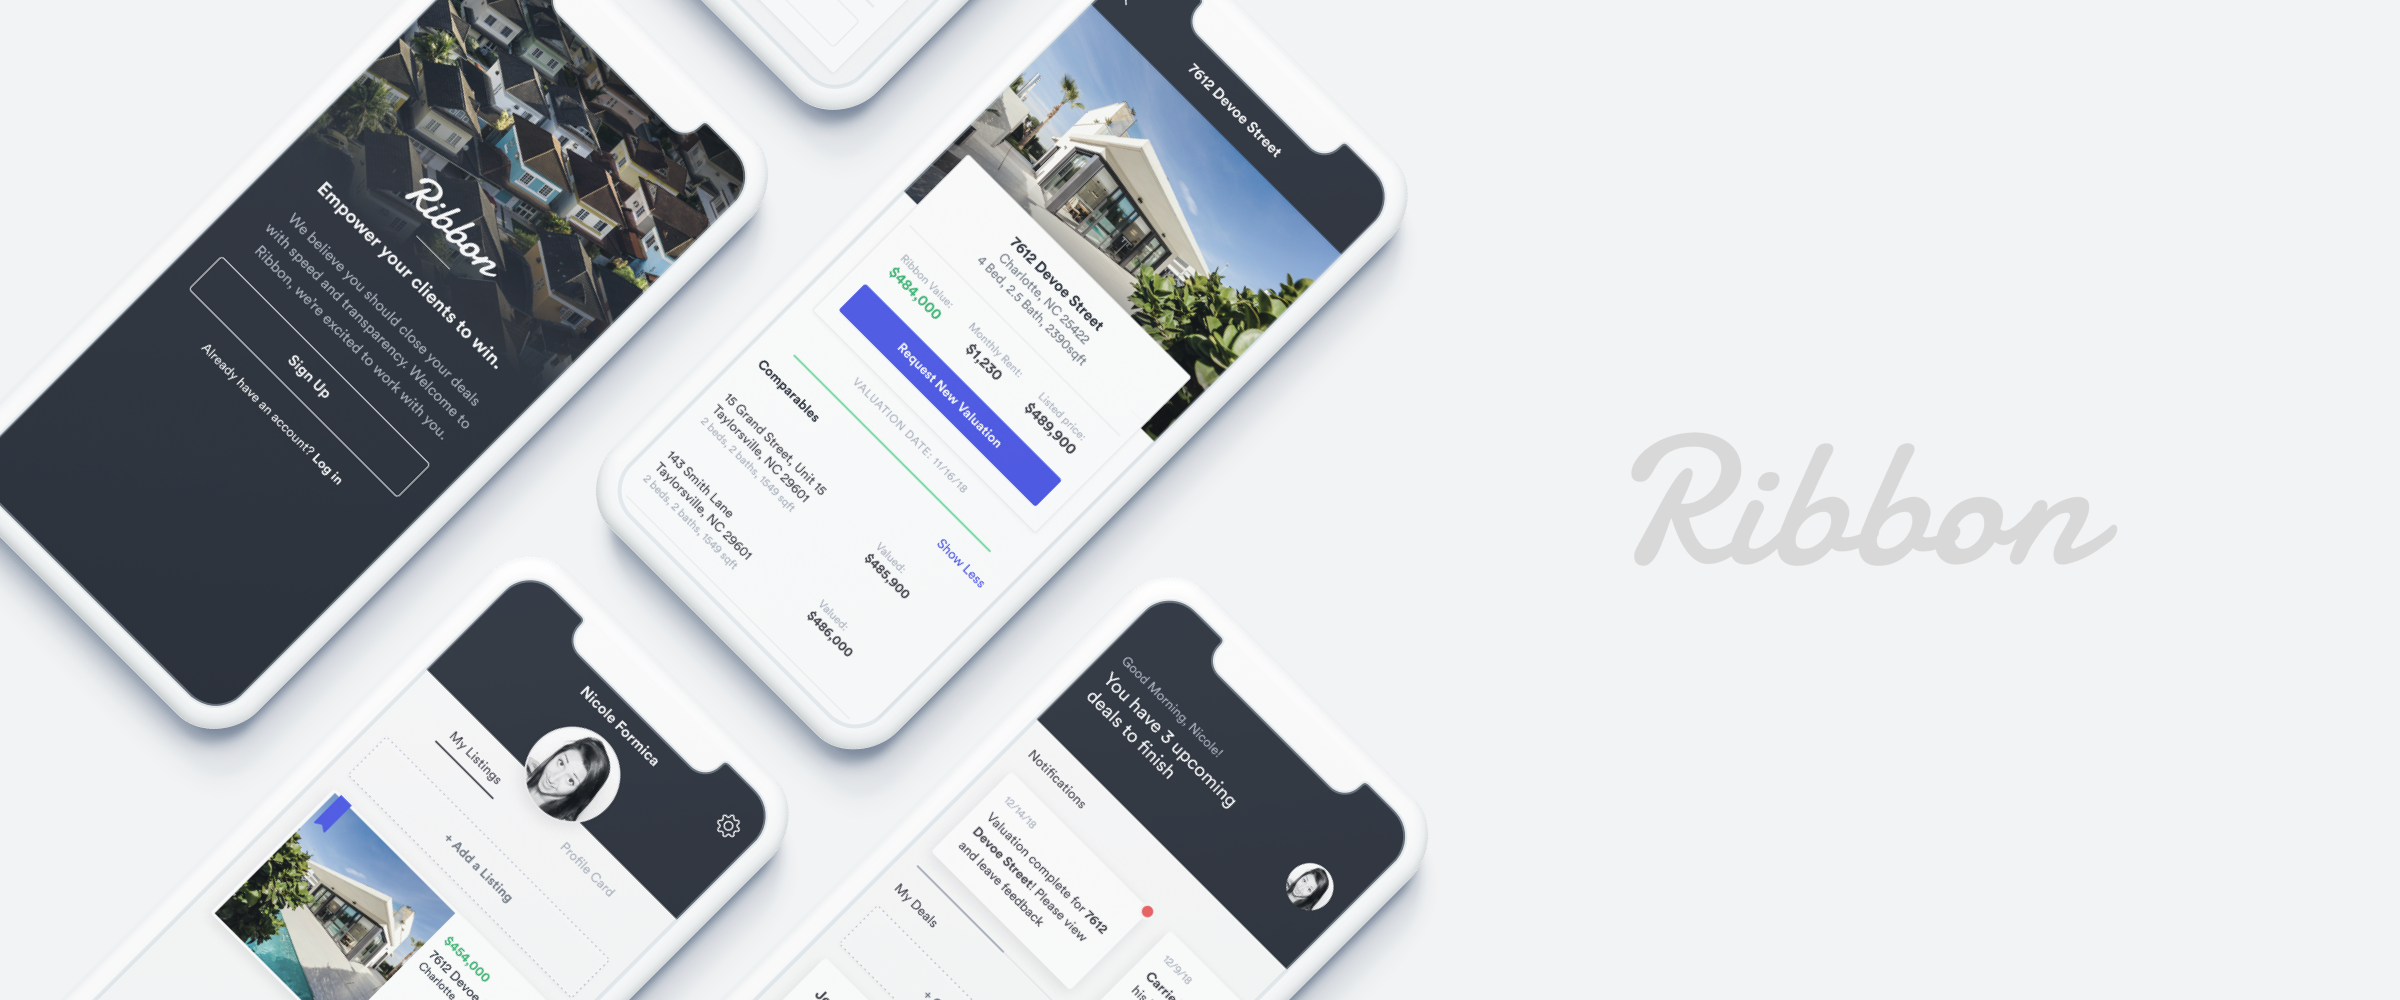 Ribbon
Empower your clients to win.
We believe you should close your deals
with speed and transparency. Welcome to
Ribbon, we're excited to work with you.
Sign Up
Already have an account? Log in
7612 Devoe Street
7612 Devoe Street
Charlotte, NC 25422
4 Bed, 2.5 Bath, 2390sqft
Ribbon Value:
$484,000
Monthly Rent:
$1,230
Listed price:
$489,900
Request New Valuation
VALUATION DATE: 11/16/18
Comparables
Show Less
15 Grand Street, Unit 15
Taylorsville, NC 29601
2 beds, 2 baths, 1549 sqft
Valued:
$485,900
143 Smith Lane
Taylorsville, NC 29601
2 beds, 2 baths, 1549 sqft
Valued:
$486,000
Nicole Formica
My Listings
Profile Card
+ Add a Listing
$454,000
7612 Devoe
Charlotte,
Good Morning, Nicole!
You have 3 upcoming
deals to finish
Notifications
12/14/18
Valuation complete for 7612
Devoe Street! Please view
and leave feedback
12/9/18
Carrie
his
My Deals
Ribbon